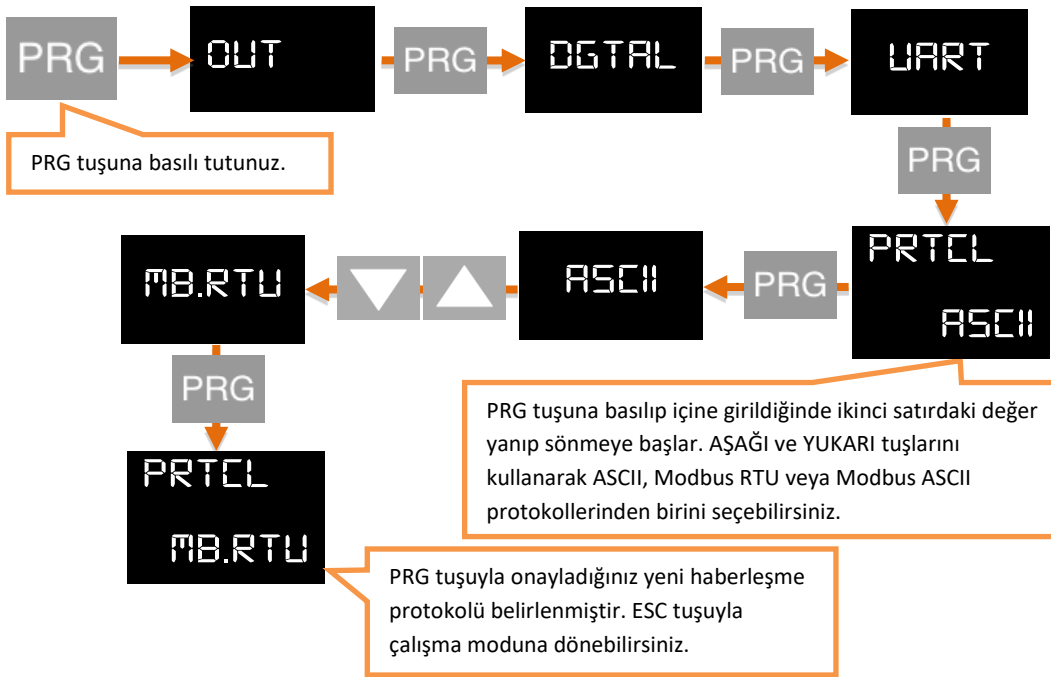 PRG
OUT
PRG
DGTAL
PRG
UART
PRG tuşuna basılı tutunuz.
PRG
PRTCL
ASCII
PRG
ASCII
MB.RTU
PRG tuşuna basılıp içine girildiğinde ikinci satırdaki değer
yanıp sönmeye başlar. AŞAĞI ve YUKARI tuşlarını
kullanarak ASCII, Modbus RTU veya Modbus ASCII
protokollerinden birini seçebilirsiniz.
PRG
PRTCL
MB.RTU
PRG tuşuyla onayladığınız yeni haberleşme
protokolü belirlenmiştir. ESC tuşuyla
çalışma moduna dönebilirsiniz.